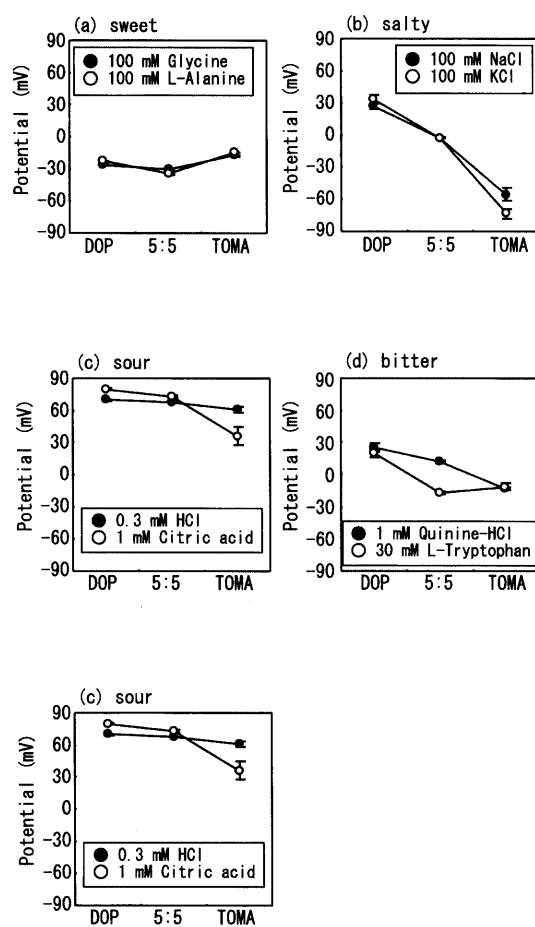 (a) sweet
100 mM Glycine
100 mM L-Alanine
Potential (mV)
90
60
30
0
-30
-60
-90
DOP 5:5 TOMA
(b) salty
100 mM NaCl
100 mM KCl
Potential (mV)
90
60
30
0
-30
-60
-90
DOP 5:5 TOMA
(c) sour
Potential (mV)
90
60
30
0
-30
-60
-90
0.3 mM HCl
1 mM Citric acid
DOP 5:5 TOMA
(d) bitter
Potential (mV)
90
60
30
0
-30
-60
-90
1 mM Quinine-HCl
30 mM L-Tryptophan
DOP 5:5 TOMA
(c) sour
Potential (mV)
90
60
30
0
-30
-60
-90
0.3 mM HCl
1 mM Citric acid
DOP 5:5 TOMA